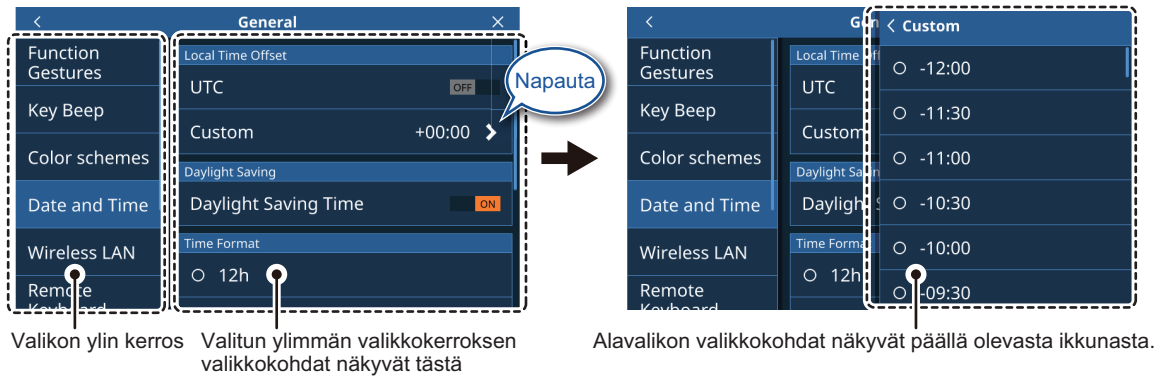 General
Function
Gestures
Key Beep
Color schemes
Date and Time
Wireless LAN
Remote
Keyboard
Local Time Offset
UTC
OFF
Custom
+00:00
Daylight Saving
Daylight Saving Time
ON
Time Format
12h
Napauta
Gen
Function
Gestures
Key Beep
Color schemes
Date and Time
Wireless LAN
Remote
Keyboard
Local Time Off
UTC
Custom
Daylight Savin
Daylight S
Time Forma
12h
Custom
-12:00
-11:30
-11:00
-10:30
-10:00
-09:30
Valikon ylin kerros
Valitun ylimmän valikkokerroksen
valikkokohdat näkyvät tästä
Alavalikon valikkokohdat näkyvät päällä olevasta ikkunasta.